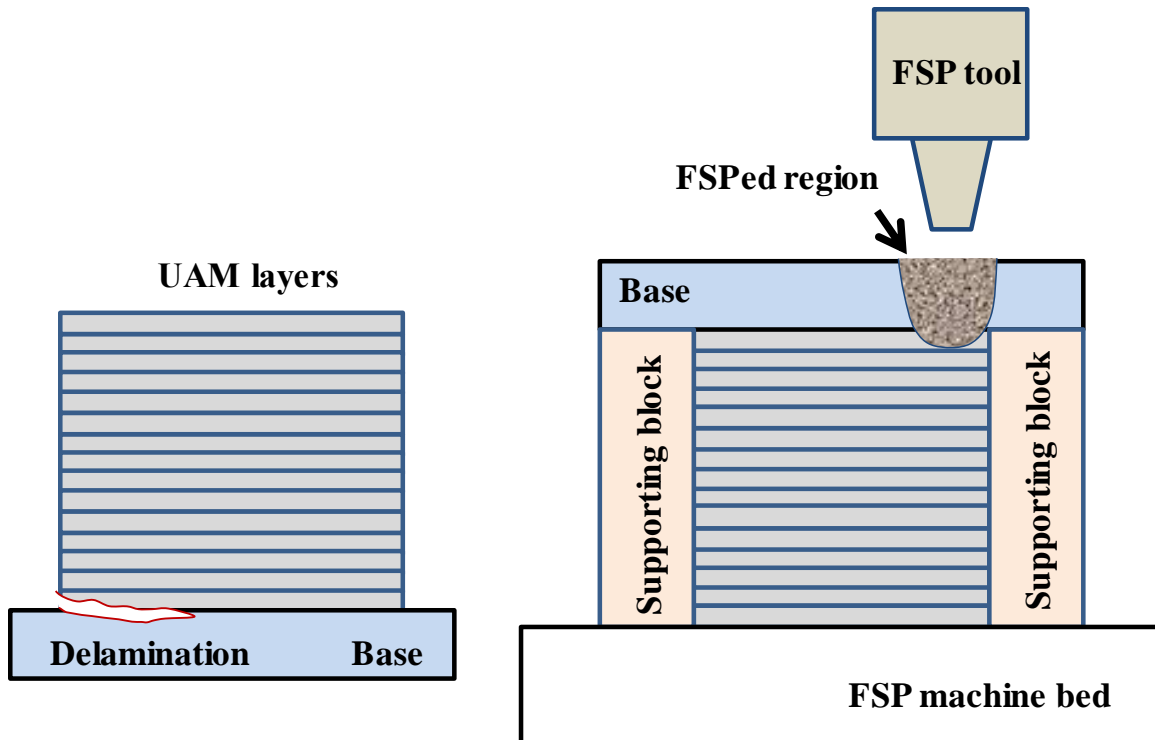 UAM layers
Delamination
Base
FSP tool
FSPed region
Base
Supporting block
Supporting block
FSP machine bed